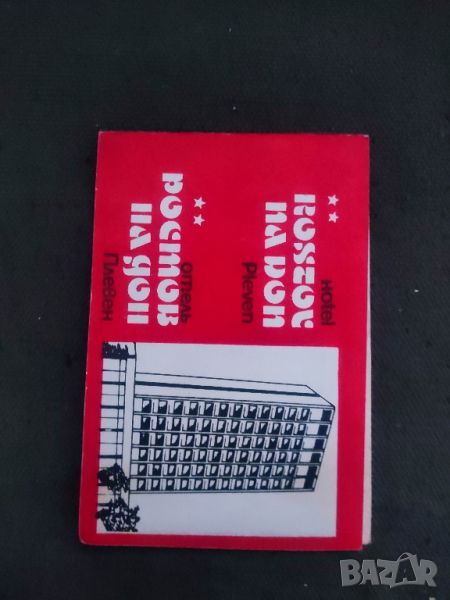 ★★
ростов
на дон
отель
Плевен
★★
ROSTOV
NA DON
Hotel
Pleven
BAZAR